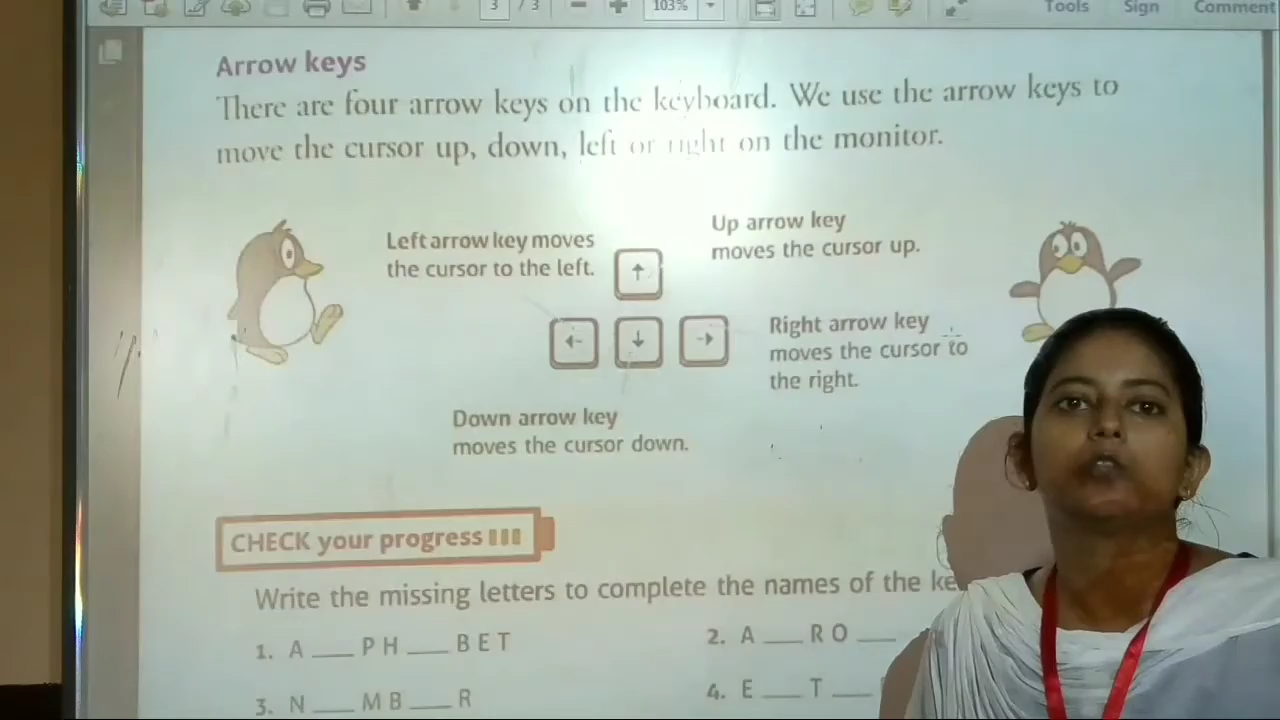 3 / 3
103%
Tools Sign Comment
Arrow keys
There are four arrow keys on the keyboard. We use the arrow keys to
move the cursor up, down, left or right on the monitor.
Left arrow key moves
the cursor to the left.
Up arrow key
moves the cursor up.
Right arrow key
moves the cursor to
the right.
Down arrow key
moves the cursor down.
CHECK your progress
Write the missing letters to complete the names of the
1. A ___ P H ___ B E T
2. A ___ R O ___
3. N ___ M B ___ R
4. E ___ T ___